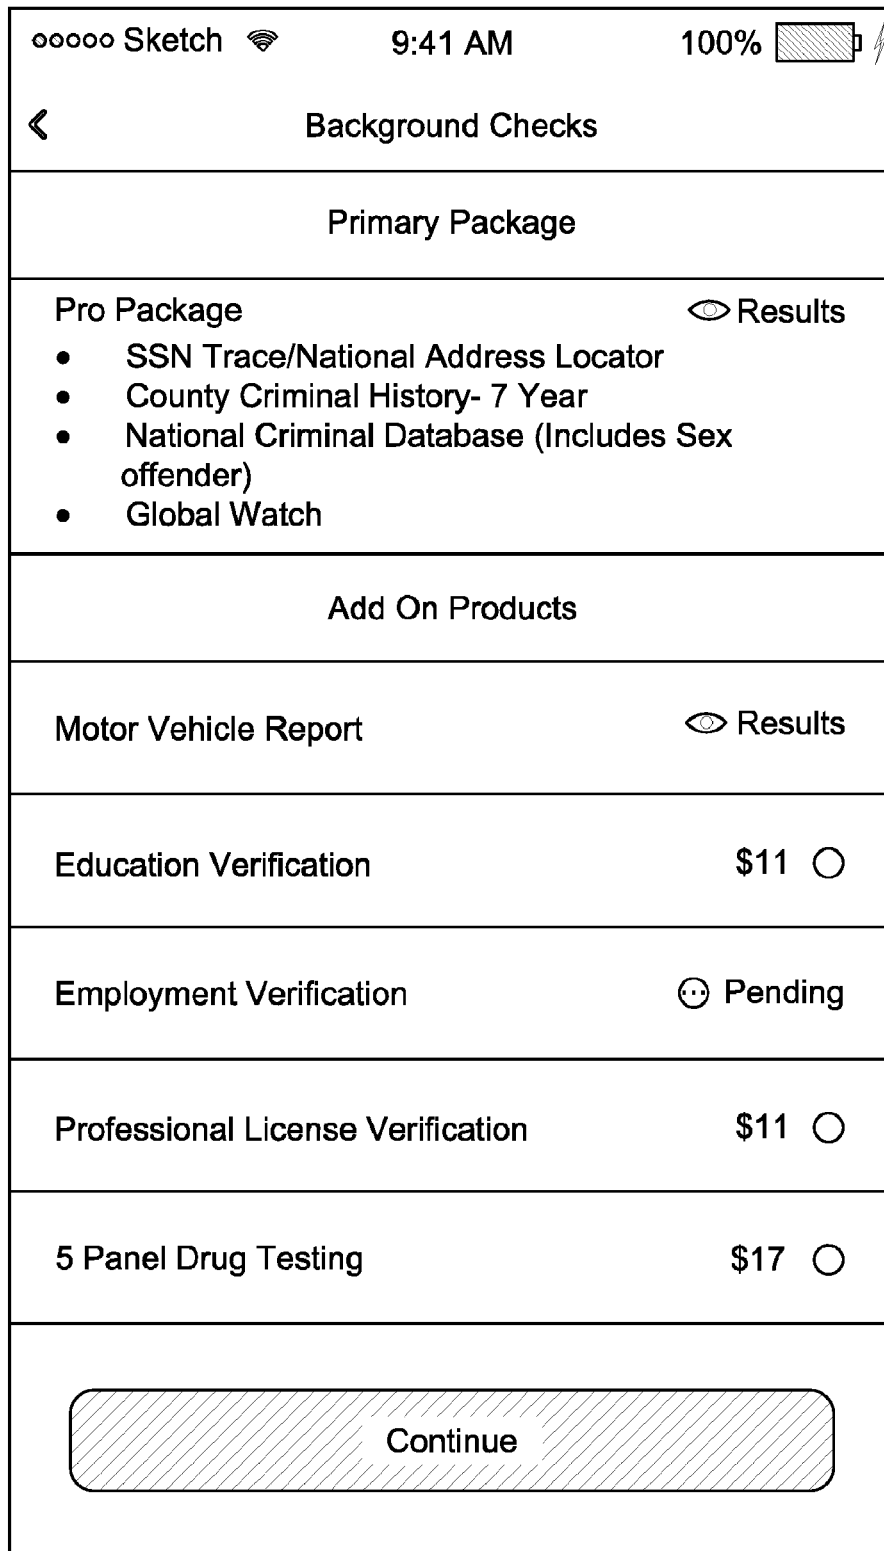 Sketch 9:41 AM 100%
Background Checks
Primary Package
Pro Package Results
• SSN Trace/National Address Locator
• County Criminal History- 7 Year
• National Criminal Database (Includes Sex
offender)
• Global Watch
Add On Products
Motor Vehicle Report Results
Education Verification $11
Employment Verification Pending
Professional License Verification $11
5 Panel Drug Testing $17
Continue